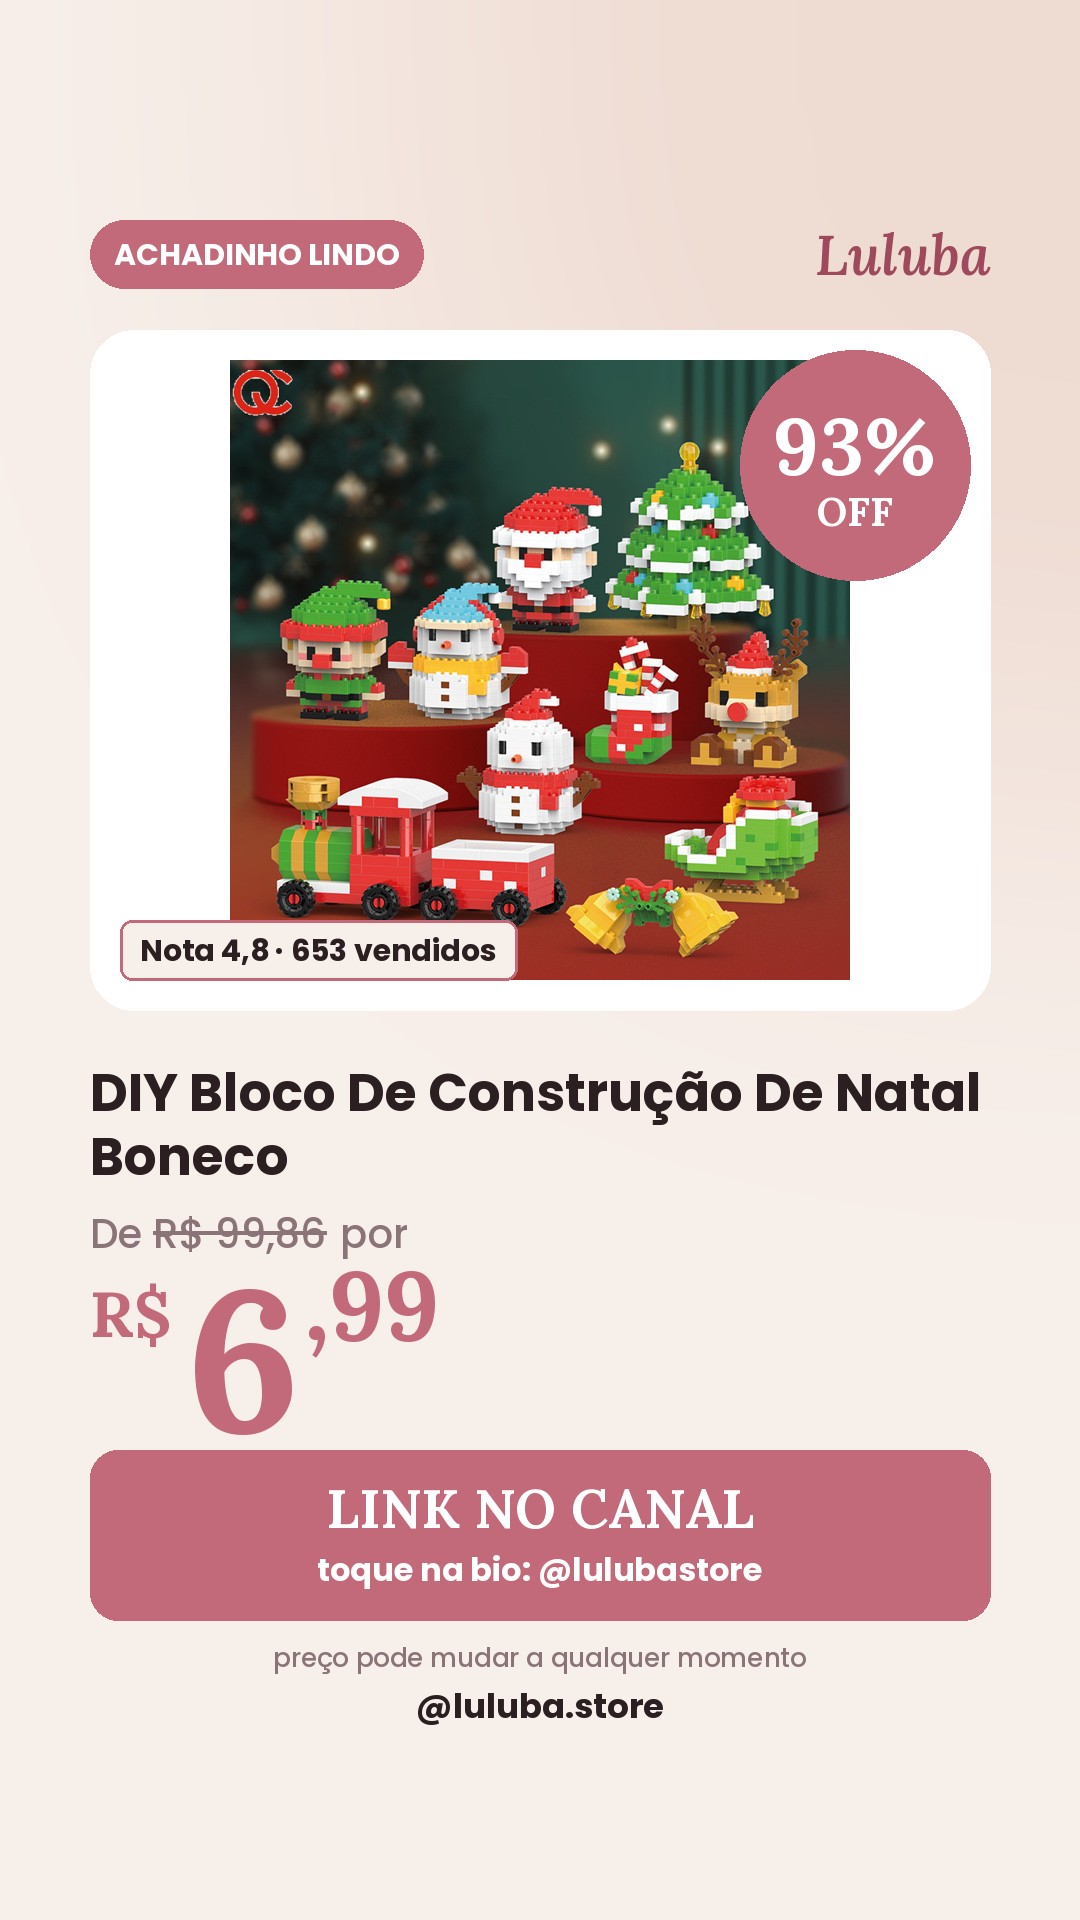 ACHADINHO LINDO
Luluba
QC
93%
OFF
Nota 4,8 · 653 vendidos
DIY Bloco De Construção De Natal
Boneco
De R$ 99,86 por
R$ 6,99
LINK NO CANAL
toque na bio: @lulubastore
preço pode mudar a qualquer momento
@luluba.store